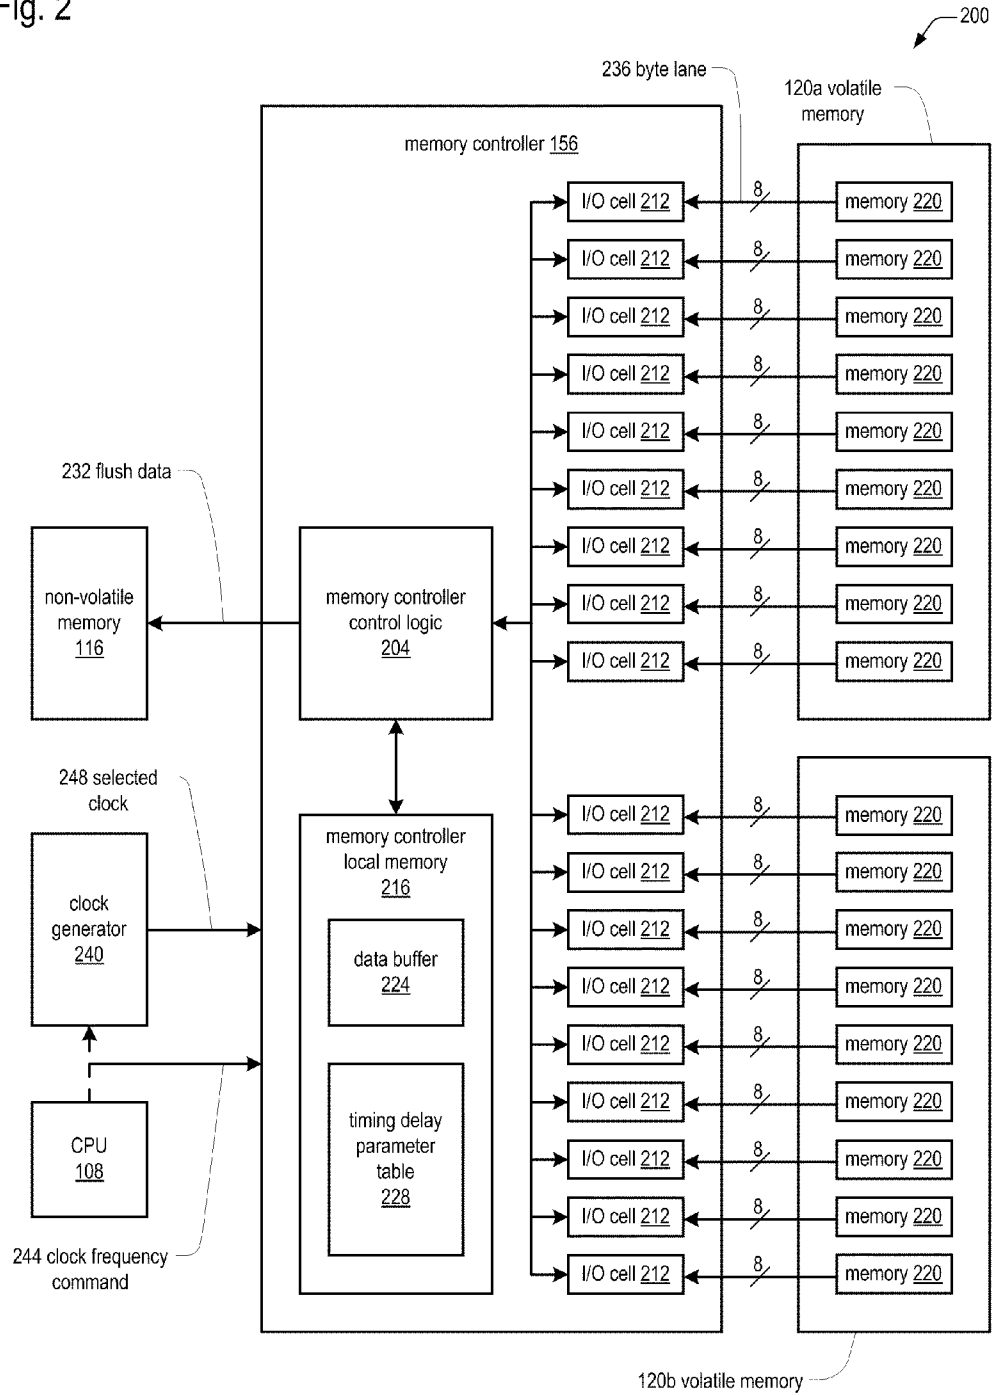 Fig. 2
200
236 byte lane
120a volatile
memory
memory controller 156
I/O cell 212
8
memory 220
I/O cell 212
8
memory 220
I/O cell 212
8
memory 220
I/O cell 212
8
memory 220
I/O cell 212
8
memory 220
I/O cell 212
8
memory 220
I/O cell 212
8
memory 220
I/O cell 212
8
memory 220
I/O cell 212
8
memory 220
232 flush data
non-volatile
memory
116
memory controller
control logic
204
248 selected
clock
clock
generator
240
memory controller
local memory
216
data buffer
224
timing delay
parameter
table
228
CPU
108
244 clock frequency
command
I/O cell 212
8
memory 220
I/O cell 212
8
memory 220
I/O cell 212
8
memory 220
I/O cell 212
8
memory 220
I/O cell 212
8
memory 220
I/O cell 212
8
memory 220
I/O cell 212
8
memory 220
I/O cell 212
8
memory 220
I/O cell 212
8
memory 220
120b volatile memory